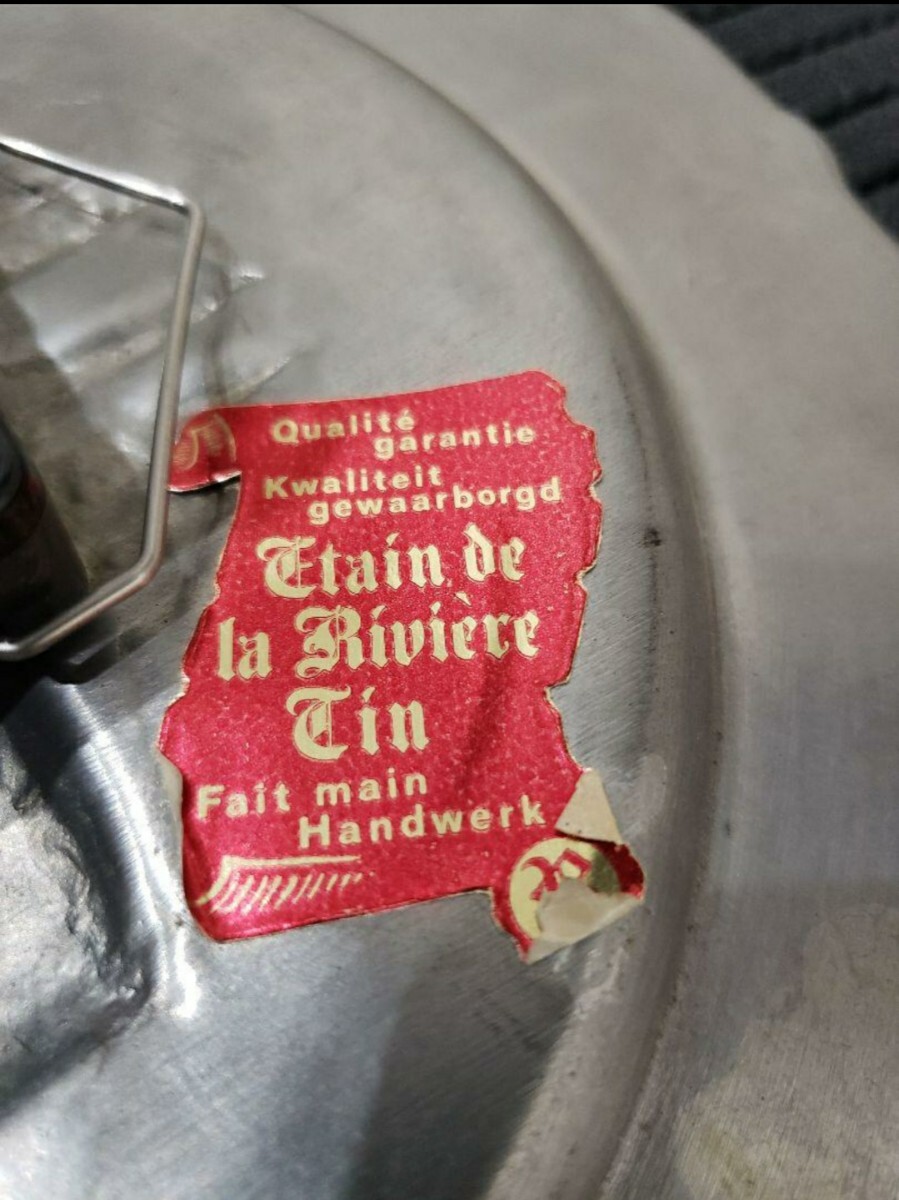 Qualité
garantie
Kwaliteit
gewaarborgd
Etain de
la Rivière
Tin
Fait main
Handwerk